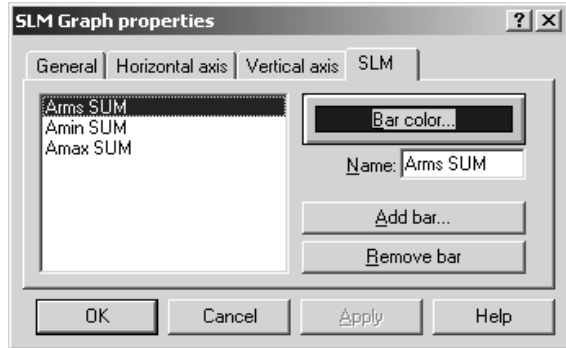 SLM Graph properties
General Horizontal axis Vertical axis SLM
Arms SUM
Amin SUM
Amax SUM
Bar color...
Name: Arms SUM
Add bar...
Remove bar
OK Cancel Apply Help